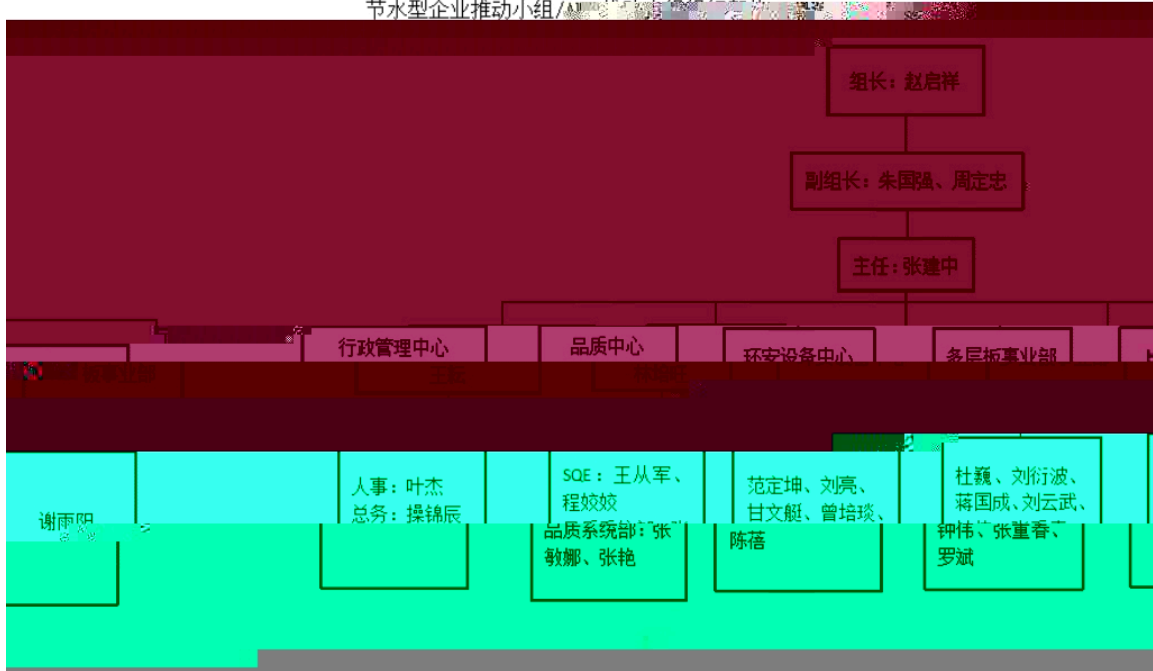 节水型企业推动小组/
组长：赵启祥
副组长：朱国强、周定忠
主任：张建中
行政管理中心
品质中心
环安设备中心
多层板事业部
事业部
谢雨阳
人事：叶杰
总务：操锦辰
SQE：王从军、
程姣姣
品质系统部：张
敏娜、张艳
范定坤、刘亮、
甘文艇、曾培琰、
陈蓓
杜巍、刘衍波、
蒋国成、刘云武、
钟伟、张重香、
罗斌